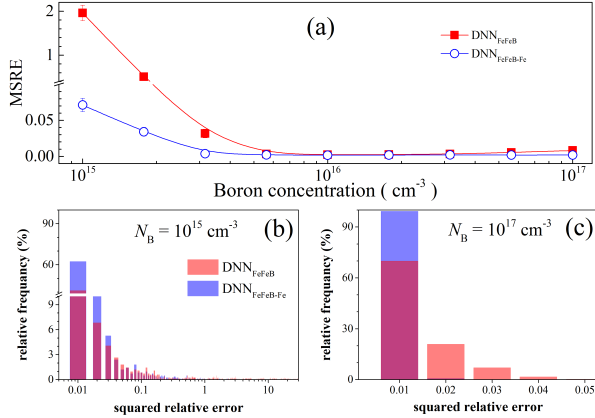 (a)
DNN_FeFeB
DNN_FeFeB-Fe
MSRE
2
1
0.05
0.00
10^15
10^16
10^17
Boron concentration ( cm^-3 )
(b)
N_B = 10^15 cm^-3
DNN_FeFeB
DNN_FeFeB-Fe
relative frequancy (%)
90
60
9
6
3
0
0.01
0.1
1
10
squared relative error
(c)
N_B = 10^17 cm^-3
relative frequancy (%)
90
60
30
0
0.01
0.02
0.03
0.04
0.05
squared relative error